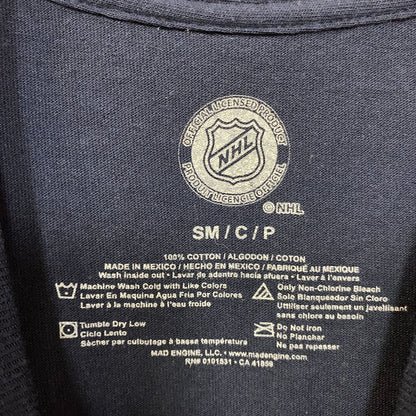 OFFICIAL LICENSED PRODUCT
NHL
PRODUIT LICENCIÉ OFFICIEL
© NHL
SM / C / P
100% COTTON / ALGODON / COTON
MADE IN MEXICO / HECHO EN MEXICO / FABRIQUÉ AU MEXIQUE
Wash inside out • Lavar de adentro hacia afuera • Laver à l'envers
Machine Wash Cold with Like Colors
Lavar En Maquina Agua Fria Por Colores
Laver à la machine à l'eau froide
Only Non-Chlorine Bleach
Solo Blanqueador Sin Cloro
Utiliser seulement un javellisant
sans chlore au besoin
Tumble Dry Low
Ciclo Lento
Sècher par culbutage à basse température
Do Not Iron
No Planchar
Ne pas repasser
MAD ENGINE, LLC. • www.madengine.com
RN# 0101831 • CA 41859